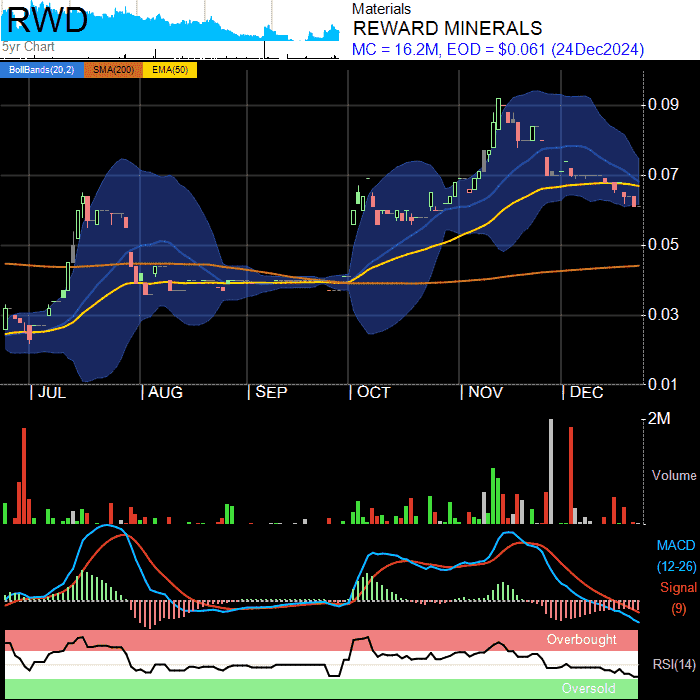 RWD
5yr Chart
Materials
REWARD MINERALS
MC = 16.2M, EOD = $0.061 (24Dec2024)
BollBands(20,2) SMA(200) EMA(50)
0.09
0.07
0.05
0.03
0.01
JUL AUG SEP OCT NOV DEC
2M
Volume
MACD
(12-26)
Signal
(9)
Overbought
RSI(14)
Oversold